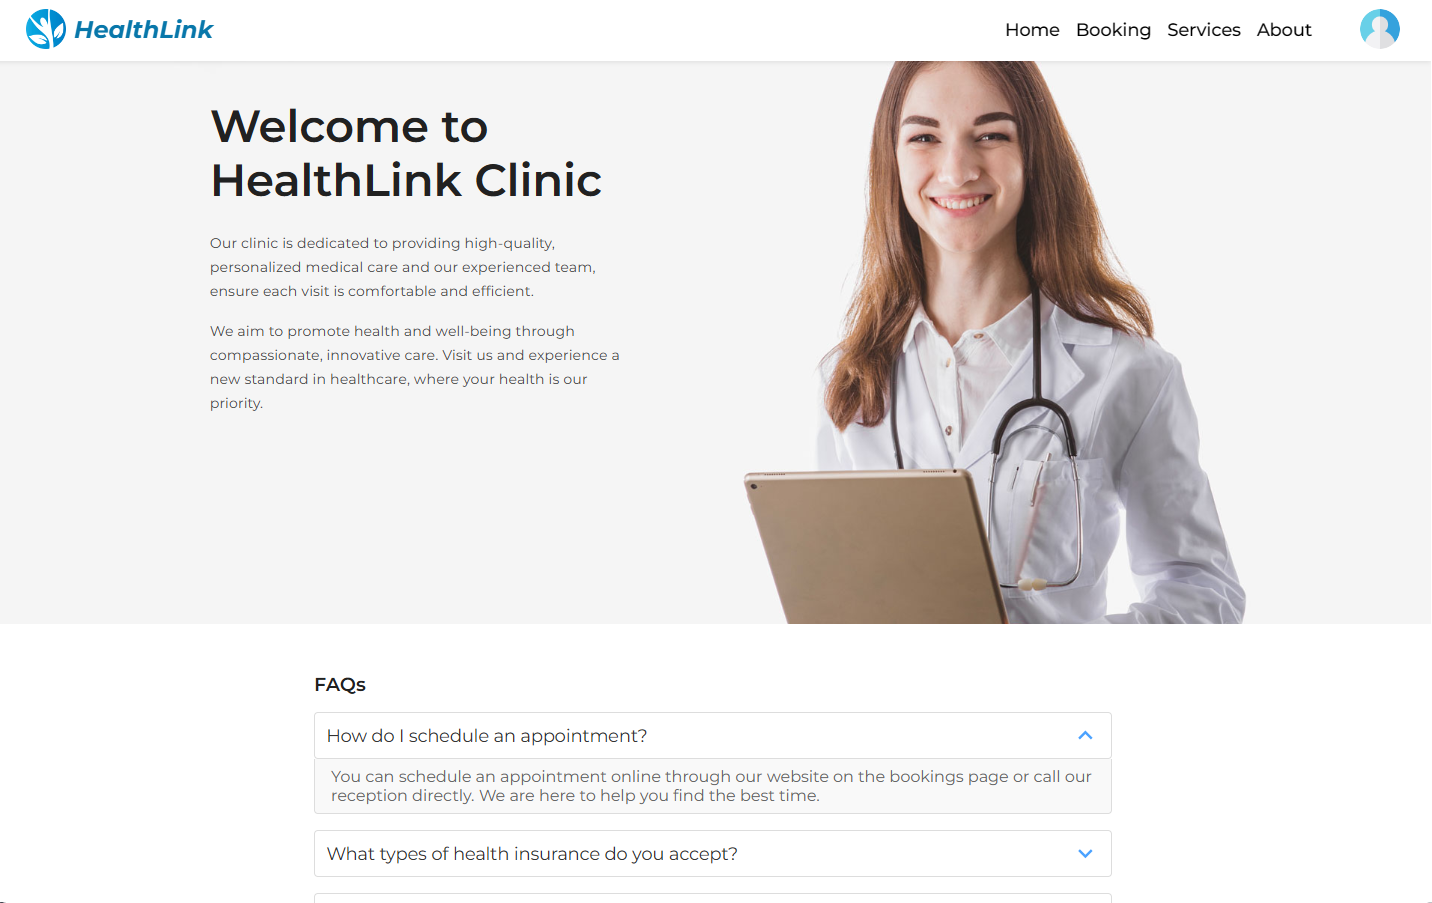 HealthLink
Home Booking Services About
Welcome to
HealthLink Clinic
Our clinic is dedicated to providing high-quality,
personalized medical care and our experienced team,
ensure each visit is comfortable and efficient.
We aim to promote health and well-being through
compassionate, innovative care. Visit us and experience a
new standard in healthcare, where your health is our
priority.
FAQs
How do I schedule an appointment?
You can schedule an appointment online through our website on the bookings page or call our
reception directly. We are here to help you find the best time.
What types of health insurance do you accept?